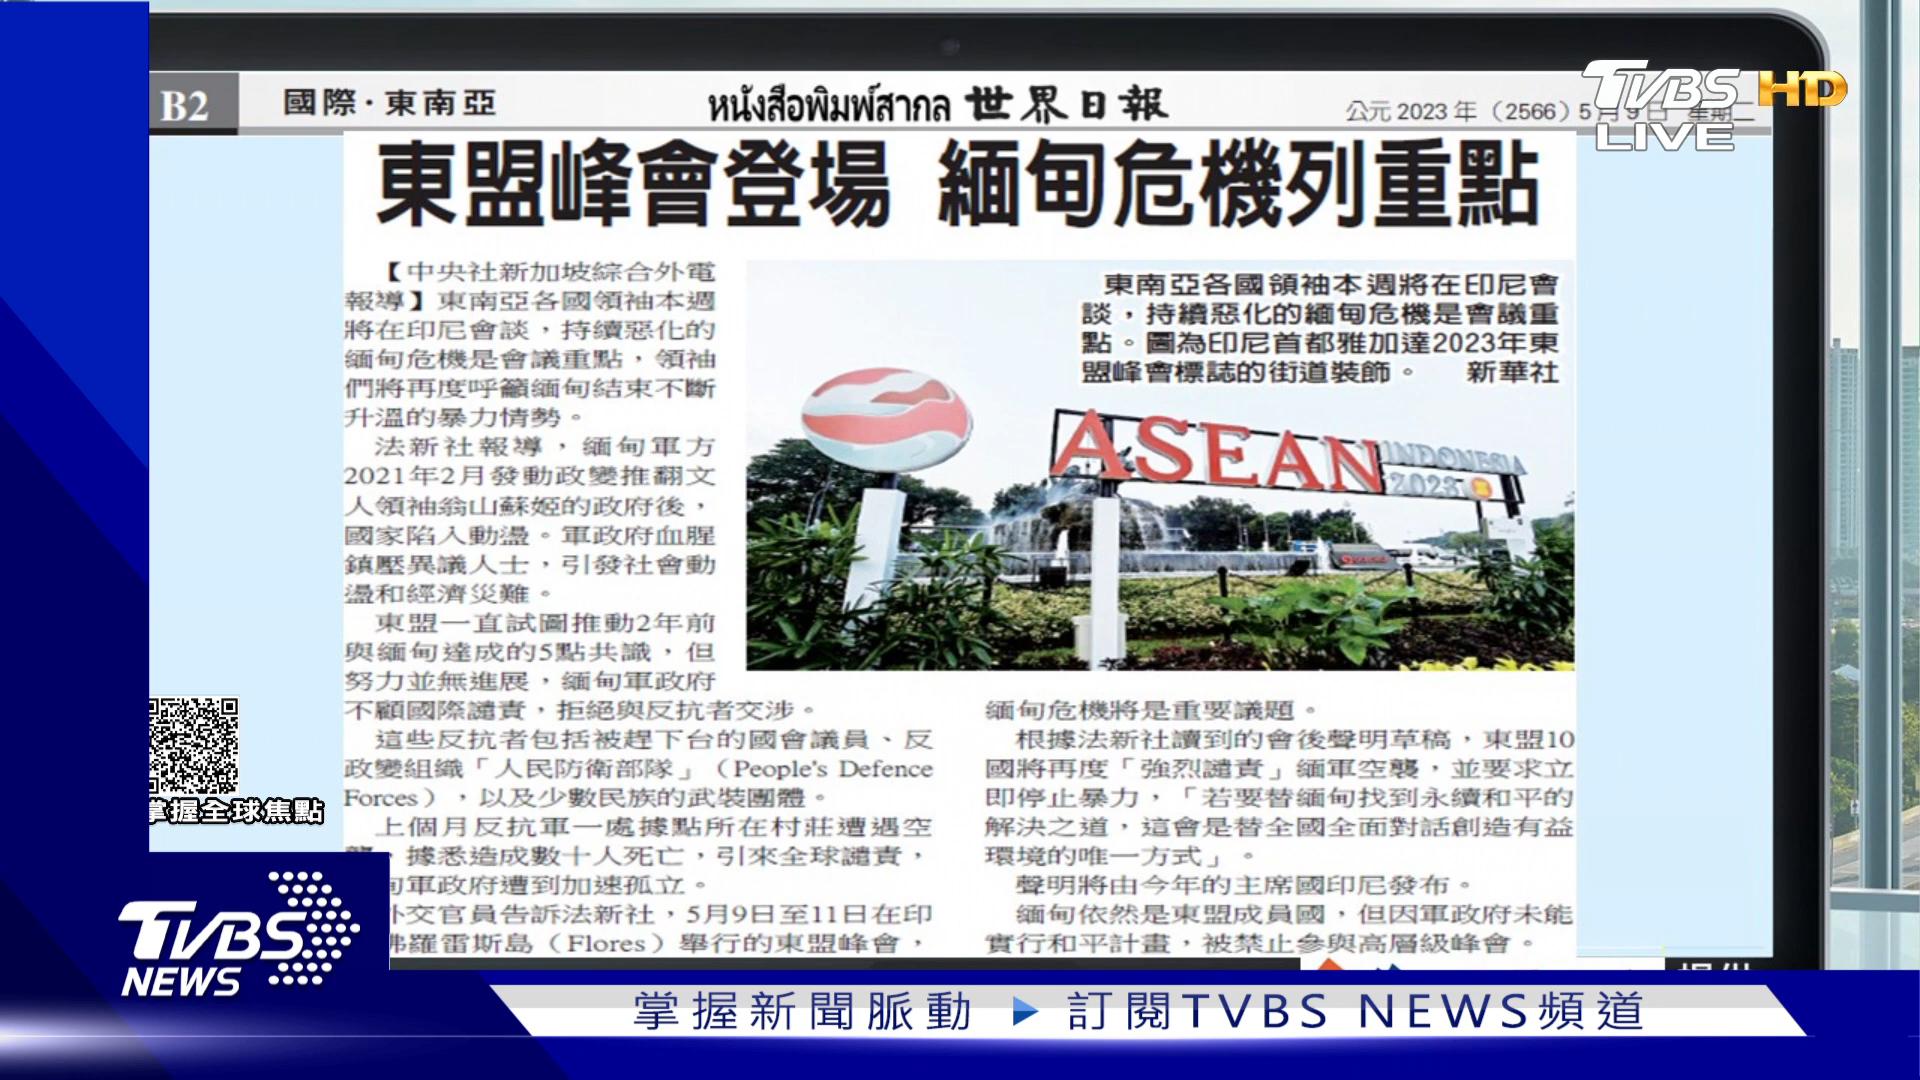 B2
國際·東南亞
หนังสือพิมพ์สากล 世界日報
公元 2023 年 （2566）5月9日 星期二
TVBS HD
LIVE
東盟峰會登場 緬甸危機列重點
【中央社新加坡綜合外電
報導】東南亞各國領袖本週
將在印尼會談，持續惡化的
緬甸危機是會議重點，領袖
們將再度呼籲緬甸結束不斷
升溫的暴力情勢。
法新社報導，緬甸軍方
2021年2月發動政變推翻文
人領袖翁山蘇姬的政府後，
國家陷入動盪。軍政府血腥
鎮壓異議人士，引發社會動
盪和經濟災難。
東盟一直試圖推動2年前
與緬甸達成的5點共識，但
努力並無進展，緬甸軍政府
不顧國際譴責，拒絕與反抗者交涉。
這些反抗者包括被趕下台的國會議員、反
政變組織「人民防衛部隊」（People's Defence
Forces），以及少數民族的武裝團體。
上個月反抗軍一處據點所在村莊遭遇空
，據悉造成數十人死亡，引來全球譴責，
軍政府遭到加速孤立。
外交官員告訴法新社，5月9日至11日在印
佛羅雷斯島（Flores）舉行的東盟峰會，
東南亞各國領袖本週將在印尼會
談，持續惡化的緬甸危機是會議重
點。圖為印尼首都雅加達2023年東
盟峰會標誌的街道裝飾。 新華社
ASEAN INDONESIA
2023
緬甸危機將是重要議題。
根據法新社讀到的會後聲明草稿，東盟10
國將再度「強烈譴責」緬軍空襲，並要求立
即停止暴力，「若要替緬甸找到永續和平的
解決之道，這會是替全國全面對話創造有益
環境的唯一方式」。
聲明將由今年的主席國印尼發布。
緬甸依然是東盟成員國，但因軍政府未能
實行和平計畫，被禁止參與高層級峰會。
掌握全球焦點
TVBS
NEWS
掌握新聞脈動 ▶ 訂閱TVBS NEWS頻道